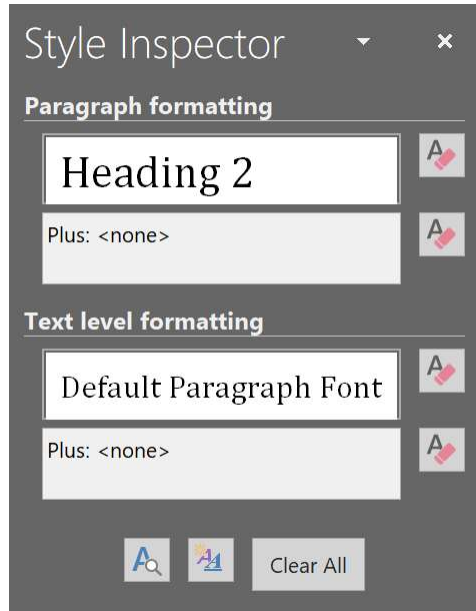 Style Inspector
Paragraph formatting
Heading 2
Plus: <none>
Text level formatting
Default Paragraph Font
Plus: <none>
Clear All